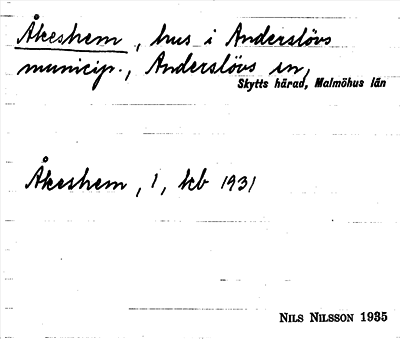 Åkeshem, hus i Anderslövs
municip., Anderslövs sn,
Skytts härad, Malmöhus län
Åkeshem, 1, kb 1931
NILS NILSSON 1935